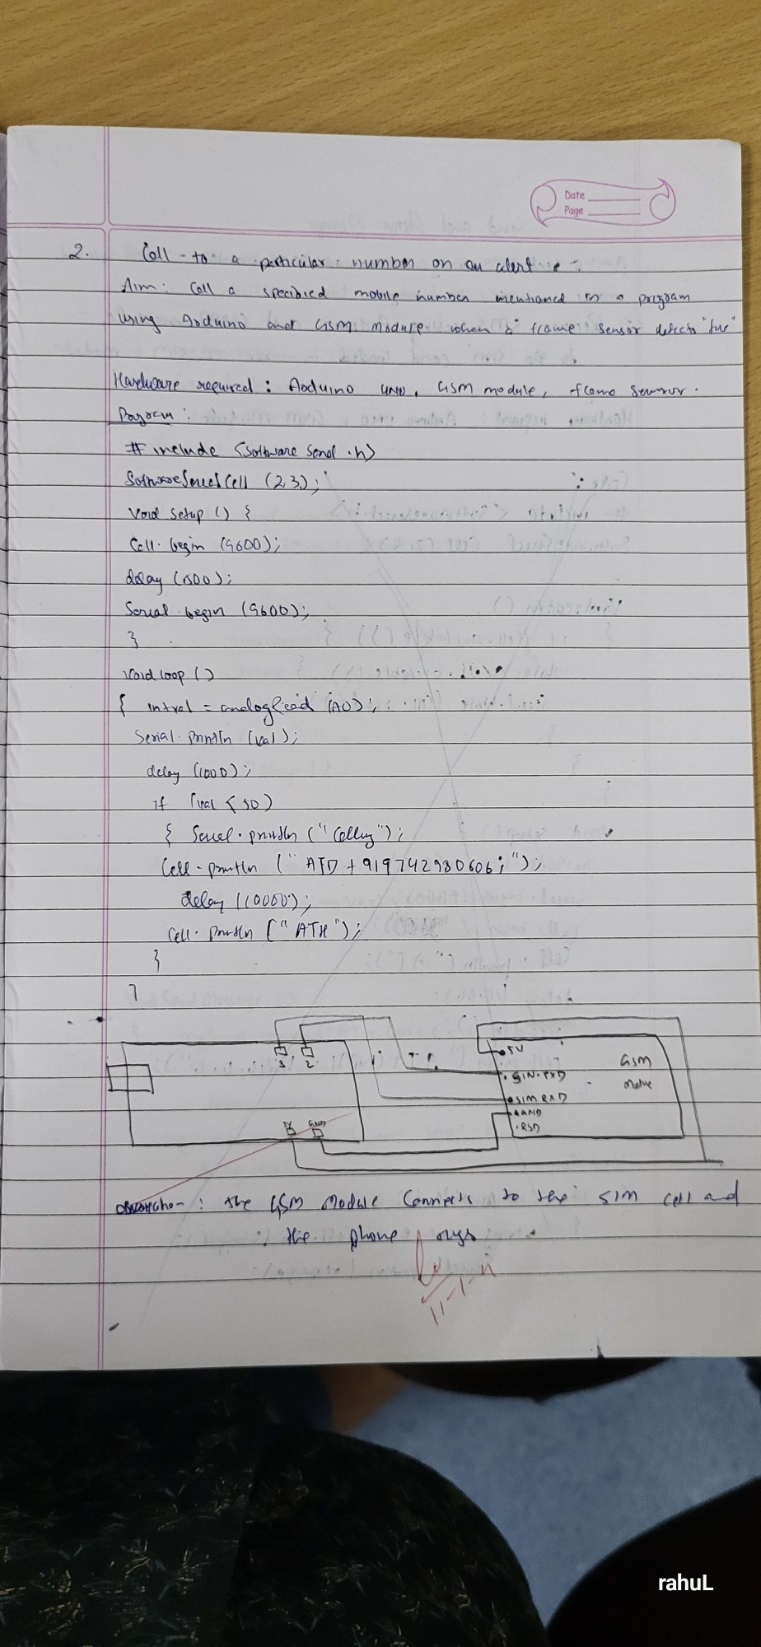 Date
Page
2. Call to a particular number on an alert :
Aim: Call a specified mobile number mentioned in a program
using Arduino and GSM Module when a flame sensor detects "fire"
Hardware required : Arduino UNO, GSM module, flame sensor.
Program :
# include <Software Serial .h>
SoftwareSerial Cell (2,3);
Void setup () {
Cell. begin (9600);
delay (500);
Serial. begin (9600);
}
void loop ()
{ int val = analogRead (A0);
Serial. println (val);
delay (1000);
if (val < 50)
{ Serial. println ("Calling");
Cell. println (" ATD +919742980606;");
delay (10000);
Cell. println (" ATH");
}
}
3 2
5V
GSM
SIM TXD
SIM RXD
GND
5V GND
Observation : the GSM Module Connects to the SIM cell and
the phone rings
rahuL